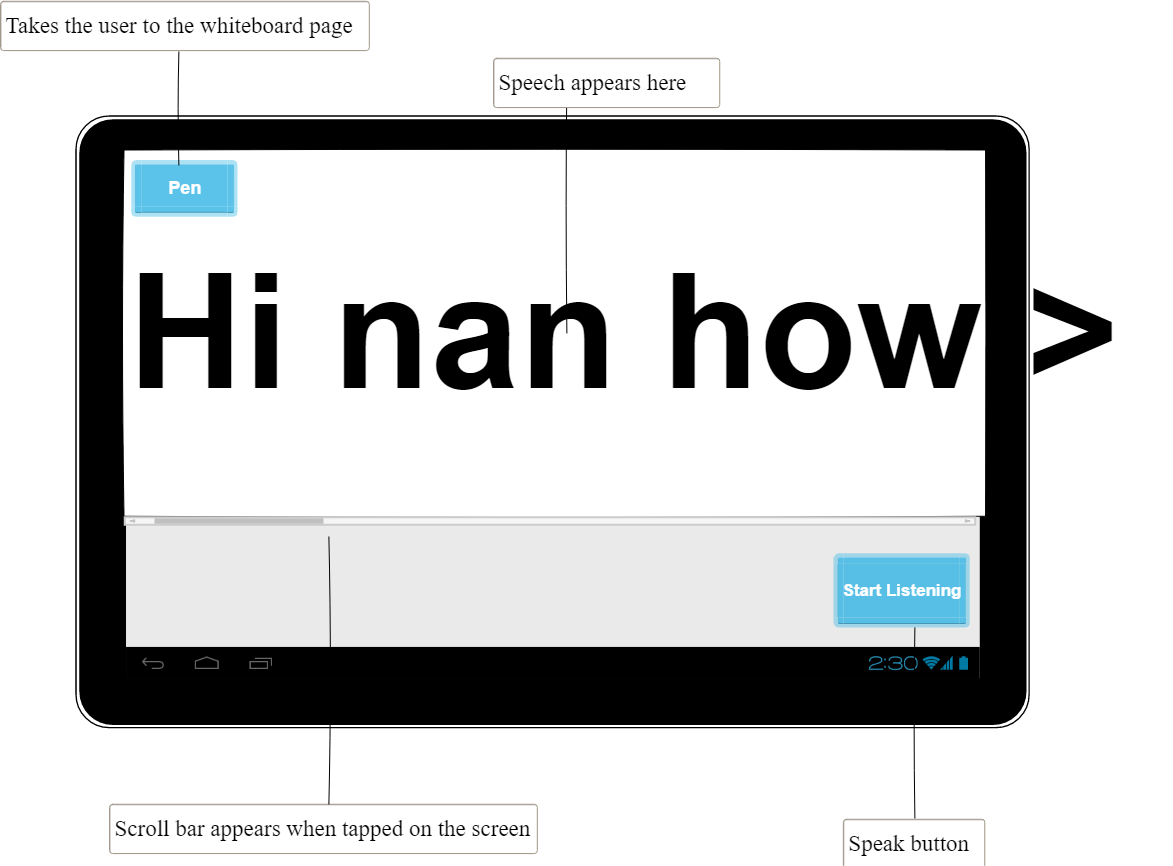 Takes the user to the whiteboard page
Speech appears here
Pen
Hi nan how >
Start Listening
2:30
Scroll bar appears when tapped on the screen
Speak button